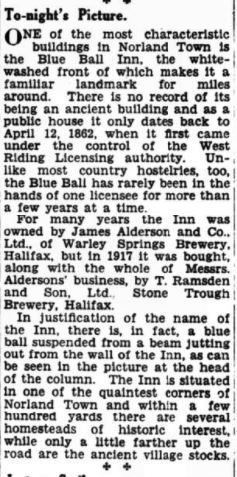 To-night's Picture.
ONE of the most characteristic
buildings in Norland Town is
the Blue Ball Inn, the white-
washed front of which makes it a
familiar landmark for miles
around. There is no record of its
being an ancient building and as a
public house it only dates back to
April 12, 1862, when it first came
under the control of the West
Riding Licensing authority. Un-
like most country hostelries, too,
the Blue Ball has rarely been in the
hands of one licensee for more than
a few years at a time.
For many years the Inn was
owned by James Alderson and Co.,
Ltd., of Warley Springs Brewery,
Halifax, but in 1917 it was bought,
along with the whole of Messrs.
Aldersons' business, by T. Ramsden
and Son, Ltd. Stone Trough
Brewery, Halifax.
In justification of the name of
the Inn, there is, in fact, a blue
ball suspended from a beam jutting
out from the wall of the Inn, as can
be seen in the picture at the head
of the column. The Inn is situated
in one of the quaintest corners of
Norland Town and within a few
hundred yards there are several
homesteads of historic interest,
while only a little farther up the
road are the ancient village stocks.